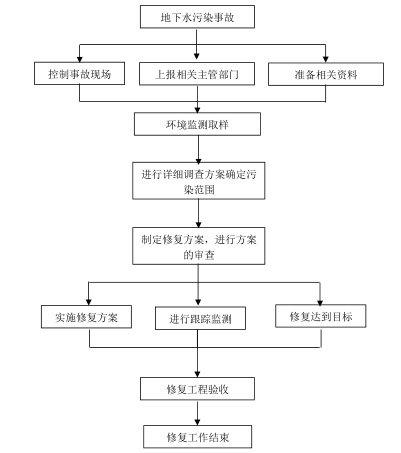 地下水污染事故
控制事故现场
上报相关主管部门
准备相关资料
环境监测取样
进行详细调查方案确定污
染范围
制定修复方案，进行方案
的审查
实施修复方案
进行跟踪监测
修复达到目标
修复工程验收
修复工作结束